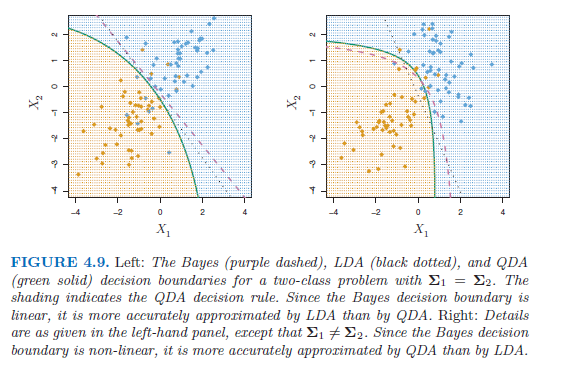 2
1
0
-1
-2
-3
-4
X2
-4
-2
0
2
4
X1
2
1
0
-1
-2
-3
-4
X2
-4
-2
0
2
4
X1
FIGURE 4.9. Left: The Bayes (purple dashed), LDA (black dotted), and QDA
(green solid) decision boundaries for a two-class problem with Σ1 = Σ2. The
shading indicates the QDA decision rule. Since the Bayes decision boundary is
linear, it is more accurately approximated by LDA than by QDA. Right: Details
are as given in the left-hand panel, except that Σ1 ≠ Σ2. Since the Bayes decision
boundary is non-linear, it is more accurately approximated by QDA than by LDA.